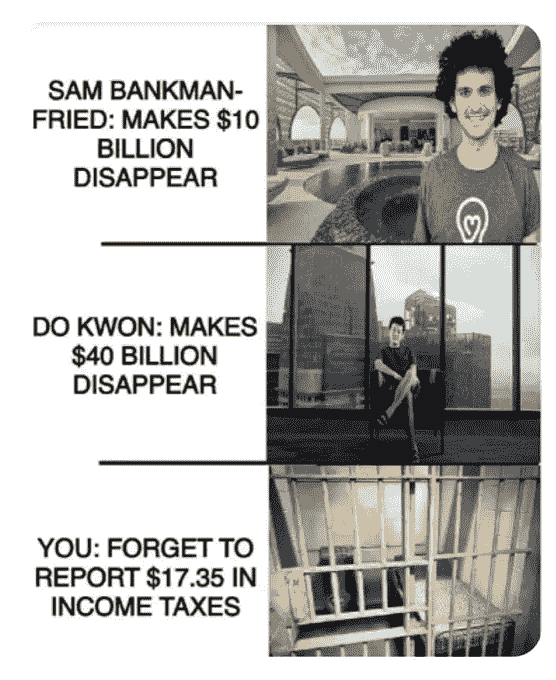 SAM BANKMAN-
FRIED: MAKES $10
BILLION
DISAPPEAR
DO KWON: MAKES
$40 BILLION
DISAPPEAR
YOU: FORGET TO
REPORT $17.35 IN
INCOME TAXES